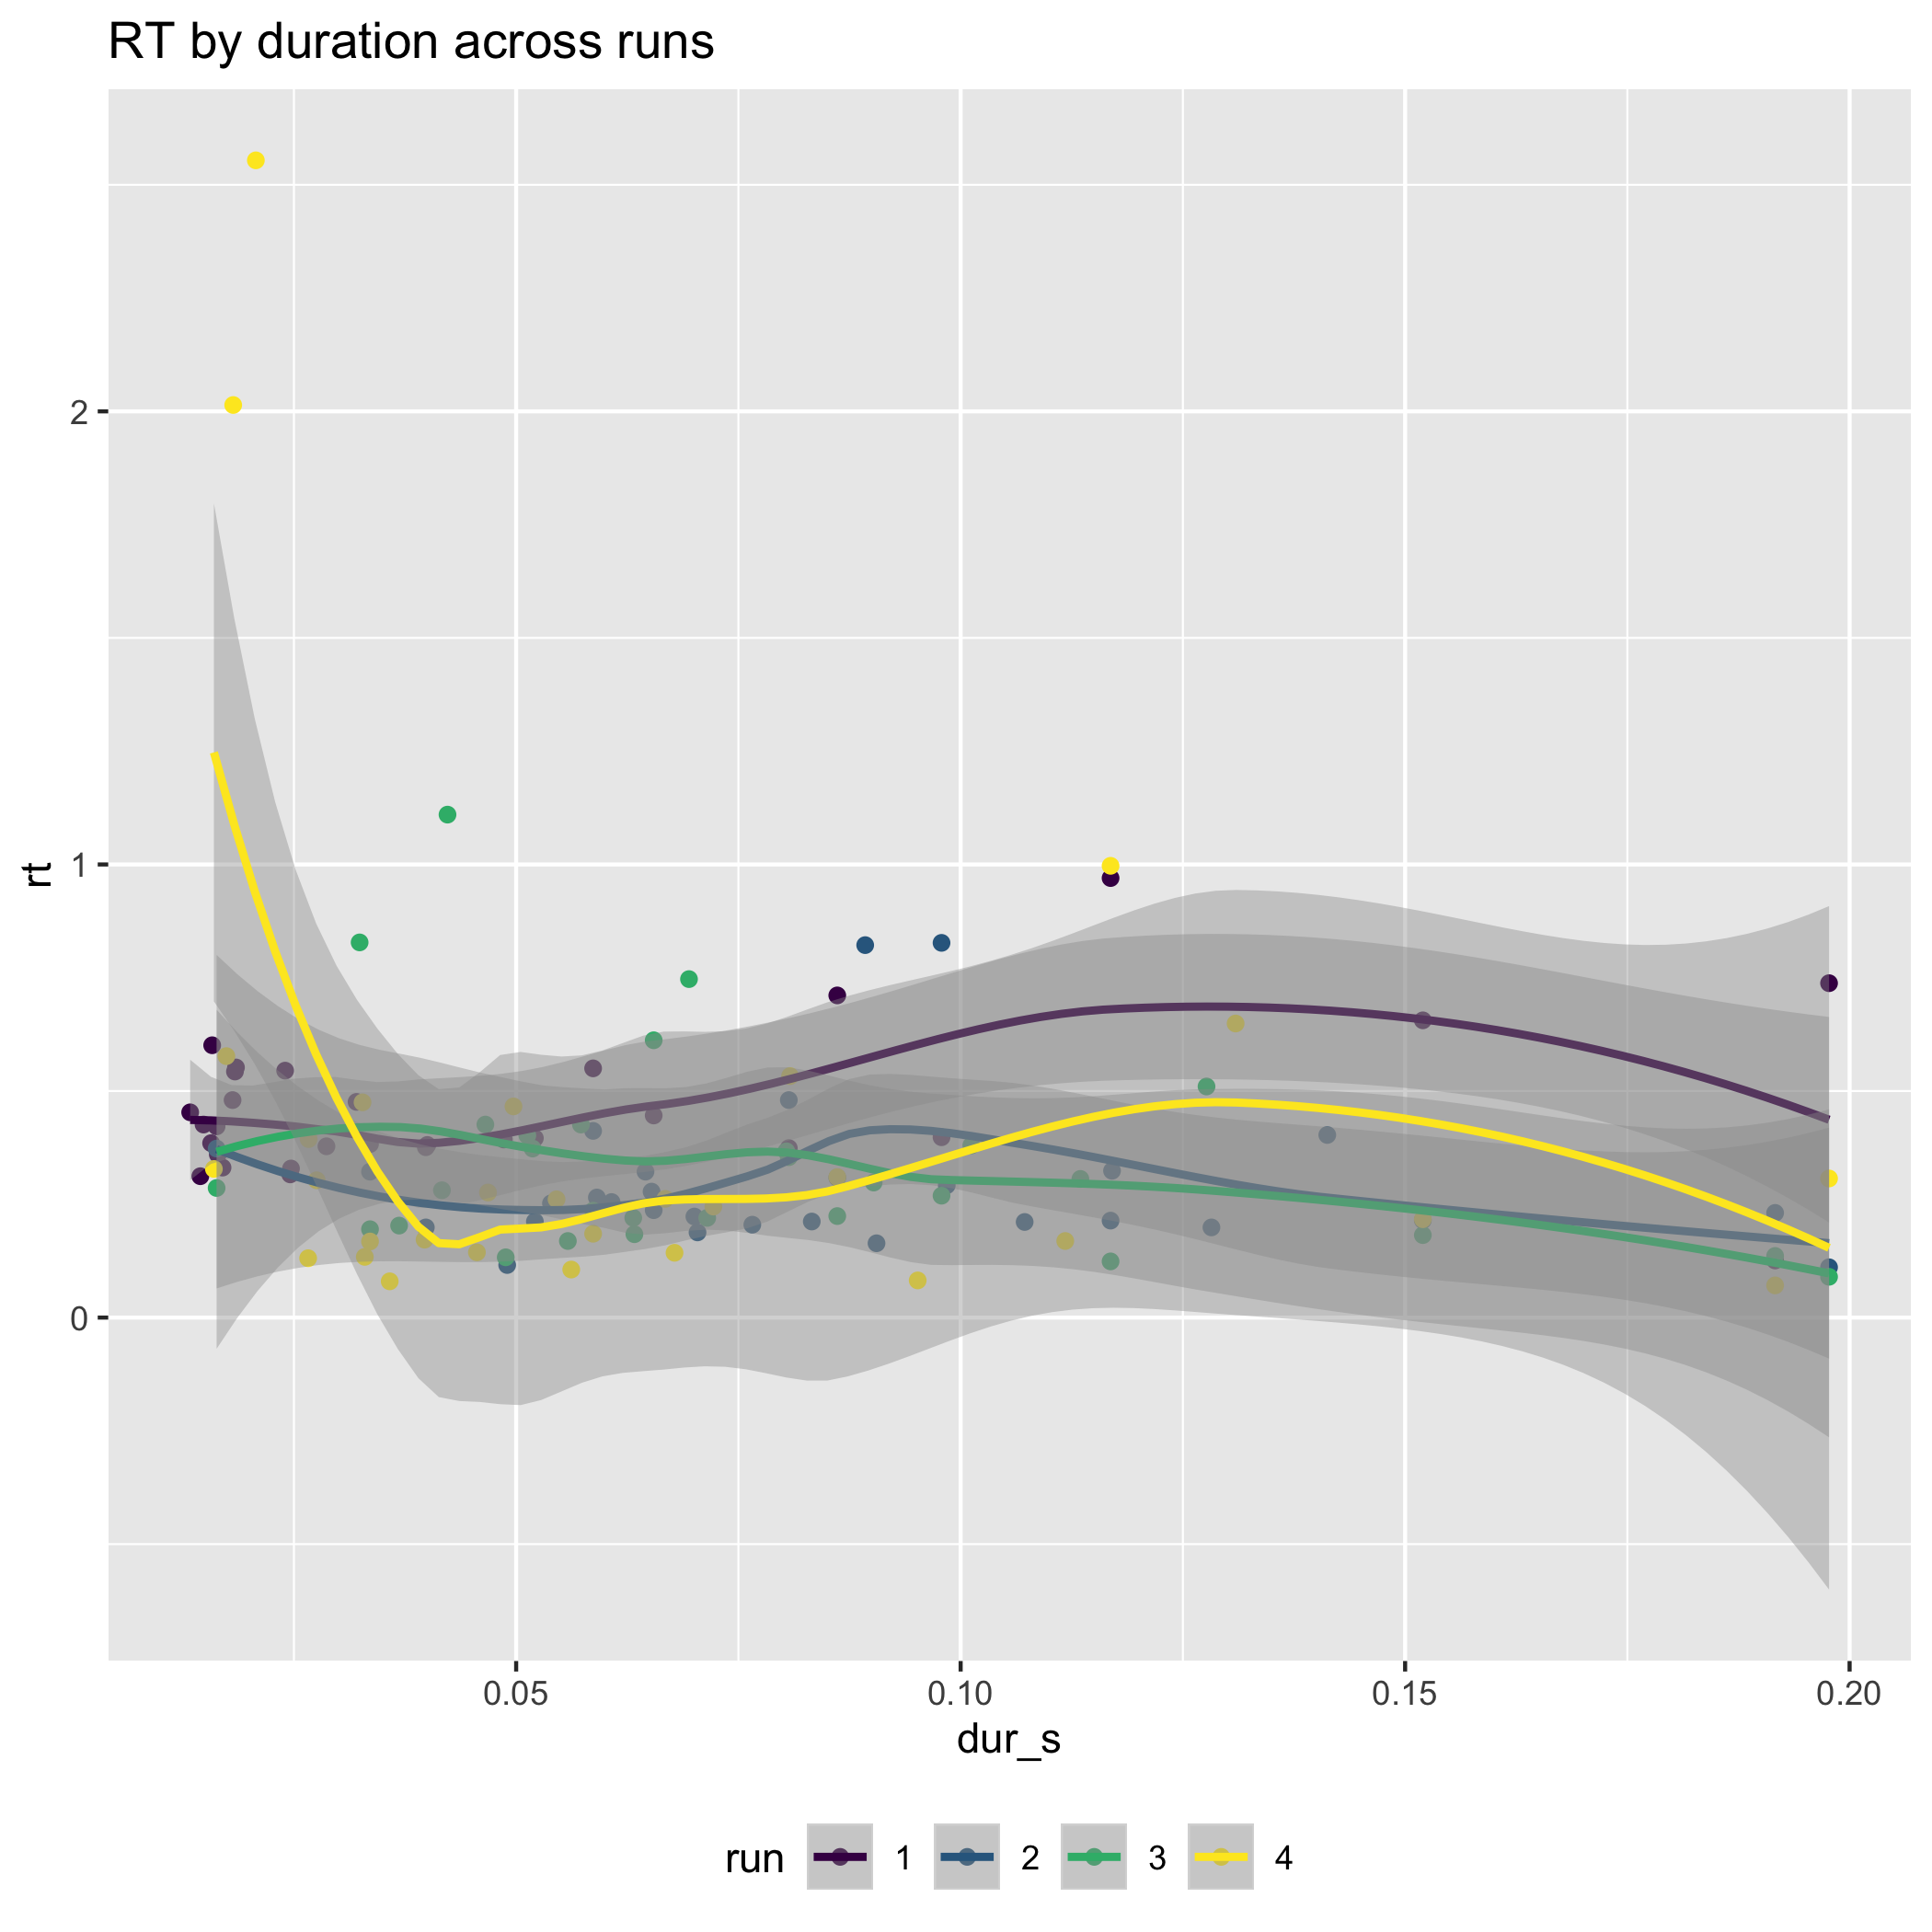 RT by duration across runs
rt
2
1
0
0.05 0.10 0.15 0.20
dur_s
run 1 2 3 4